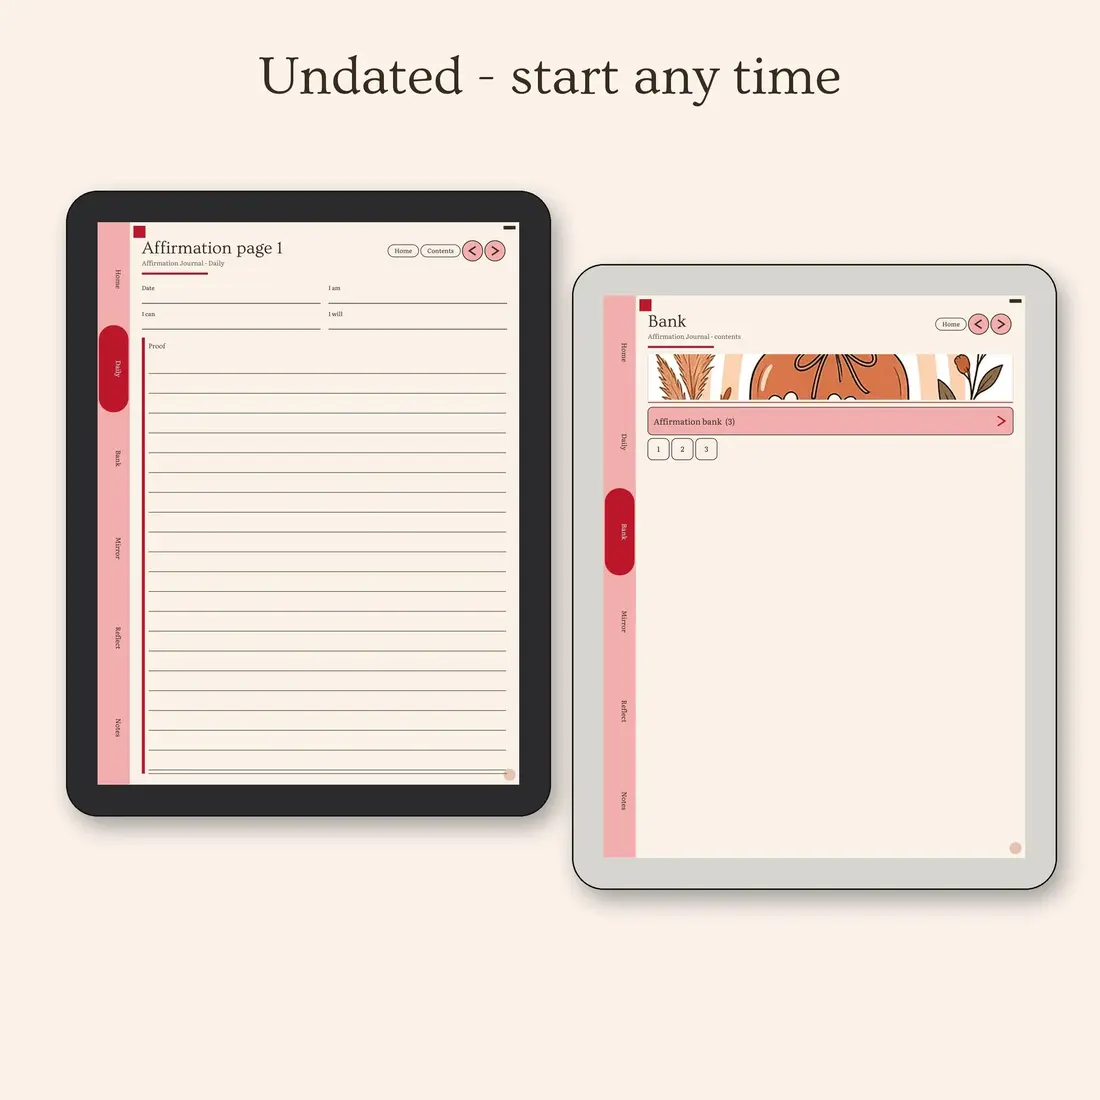 Undated - start any time
Affirmation page 1
Affirmation Journal - Daily
Home
Contents
<
>
Date
I am
I can
I will
Proof
Home
Daily
Bank
Mirror
Reflect
Notes
Bank
Affirmation Journal - contents
Home
<
>
Affirmation bank (3)
>
1
2
3
Home
Daily
Bank
Mirror
Reflect
Notes